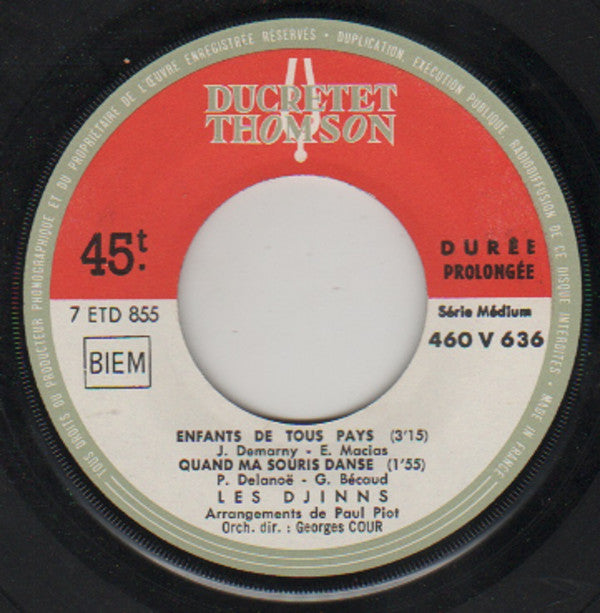 TOUS DROITS DU PRODUCTEUR PHONOGRAPHIQUE ET DU PROPRIETAIRE DE L'ŒUVRE ENREGISTREE RÉSERVÉS • DUPLICATION, EXÉCUTION PUBLIQUE, RADIODIFFUSION DE CE DISQUE INTERDITES • MADE IN FRANCE
DUCRETET
THOMSON
45t.
DURÉE
PROLONGÉE
7 ETD 855
Série Médium
BIEM
460 V 636
ENFANTS DE TOUS PAYS (3'15)
J. Demarny - E. Macias
QUAND MA SOURIS DANSE (1'55)
P. Delanoë - G. Bécaud
LES DJINNS
Arrangements de Paul Piot
Orch. dir. : Georges COUR